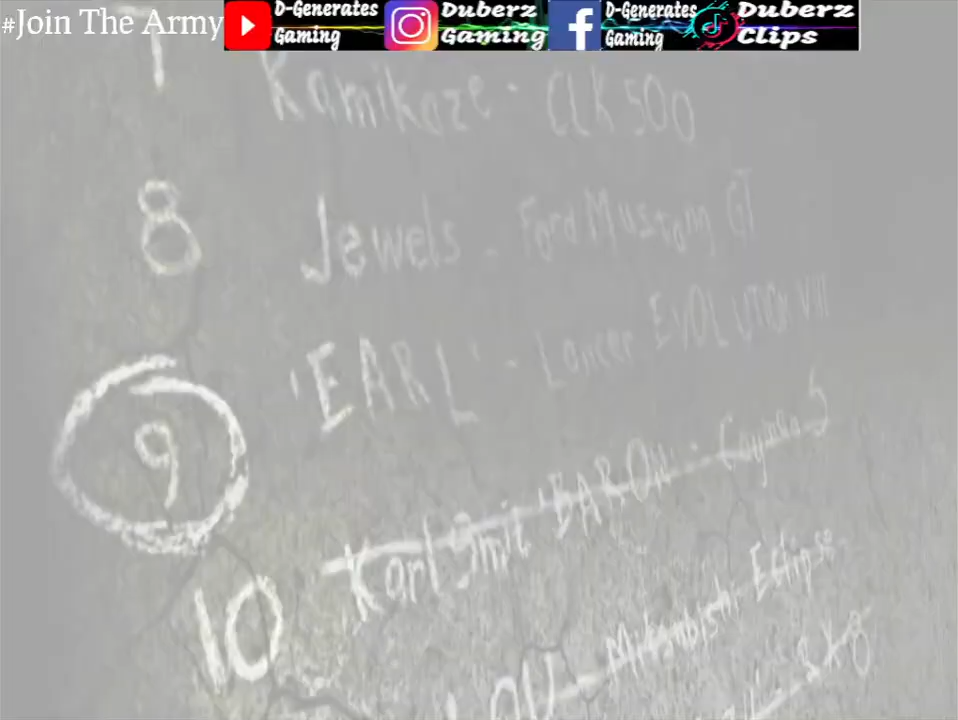 #Join The Army D-Generates Gaming Duberz Gaming D-Generates Gaming Duberz Clips
Kamikaze - CLK 500
8 Jewels - Ford Mustang GT
9 'EARL' - Lancer EVOLUTION VIII
10 Karl Smit 'BARON' - Cayman S
Mitsubishi Eclipse